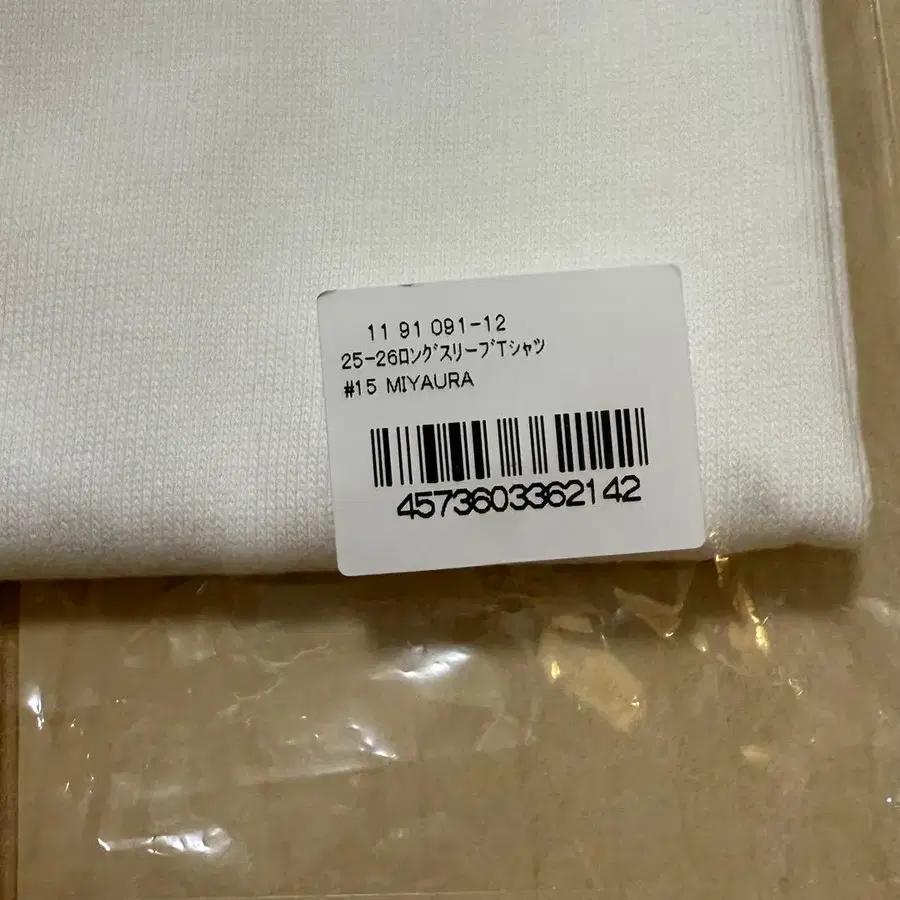 11 91 091-12
25-26ﾛﾝｸﾞｽﾘｰﾌﾞTｼｬﾂ
#15 MIYAURA
4573603362142